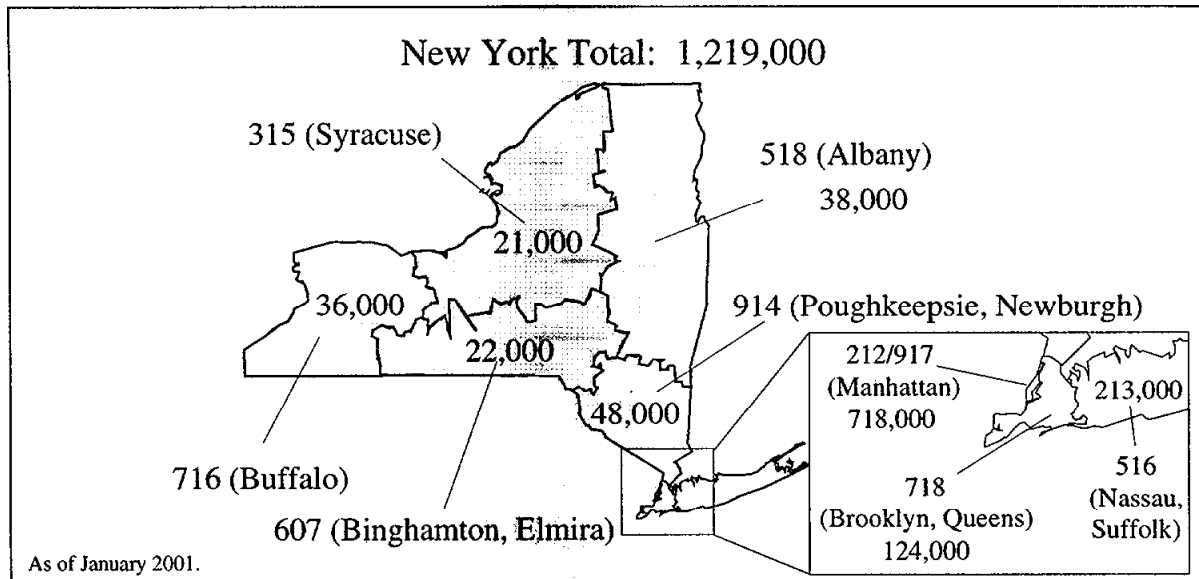 New York Total: 1,219,000
315 (Syracuse)
21,000
518 (Albany)
38,000
36,000
22,000
914 (Poughkeepsie, Newburgh)
48,000
716 (Buffalo)
607 (Binghamton, Elmira)
212/917
(Manhattan)
718,000
213,000
718
(Brooklyn, Queens)
124,000
516
(Nassau,
Suffolk)
As of January 2001.